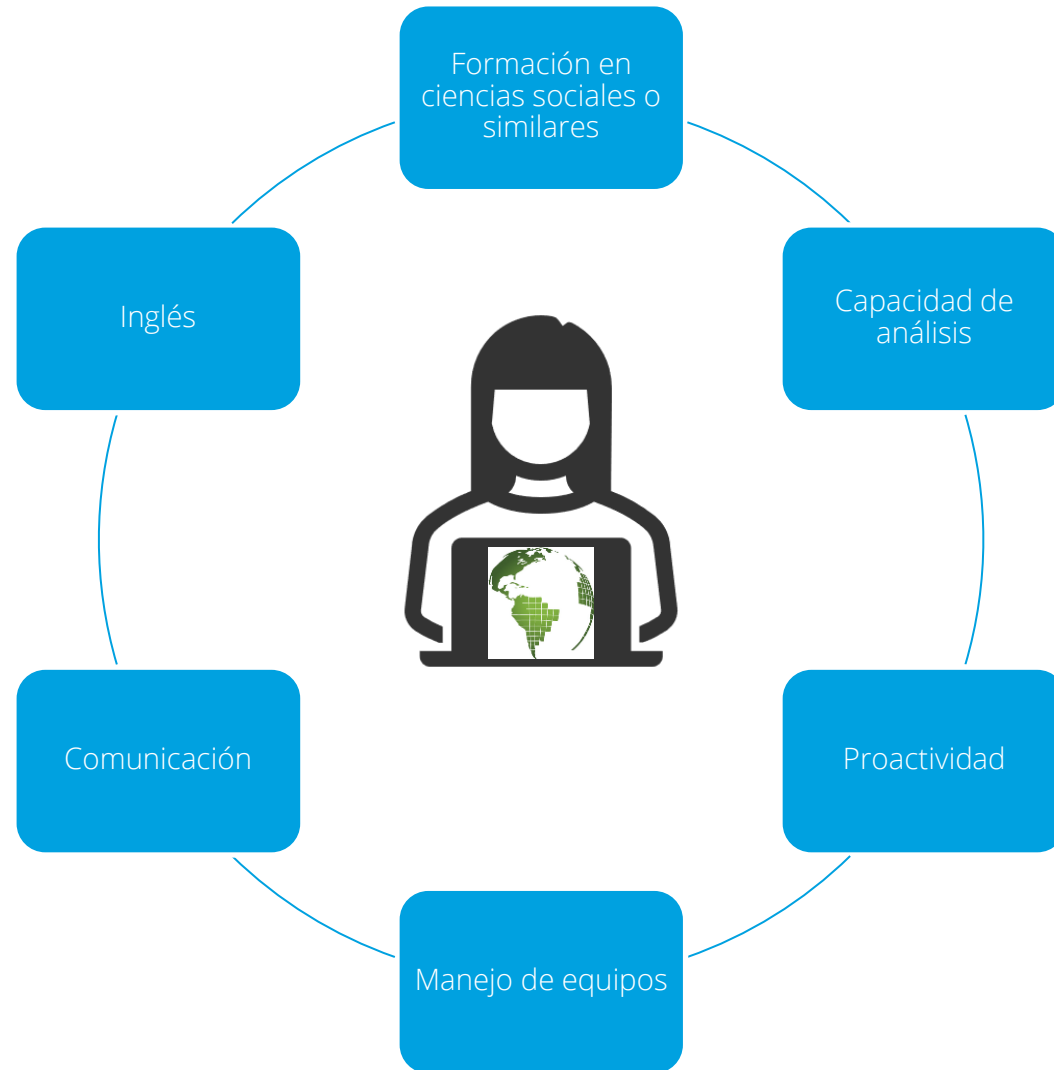 Formación en
ciencias sociales o
similares
Capacidad de
análisis
Proactividad
Manejo de equipos
Comunicación
Inglés